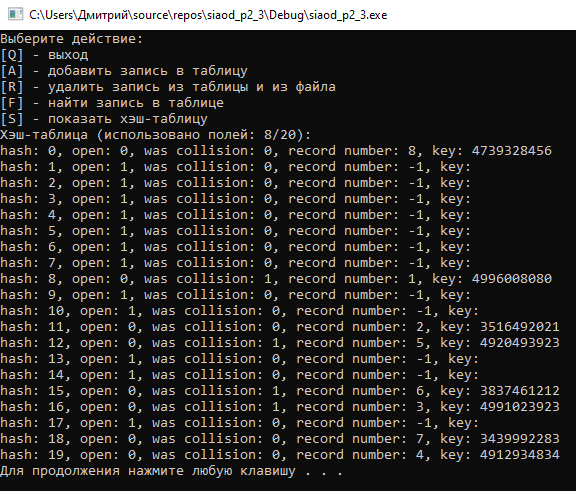 C:\Users\Дмитрий\source\repos\siaod_p2_3\Debug\siaod_p2_3.exe
Выберите действие:
[Q] - выход
[A] - добавить запись в таблицу
[R] - удалить запись из таблицы и из файла
[F] - найти запись в таблице
[S] - показать хэш-таблицу
Хэш-таблица (использовано полей: 8/20):
hash: 0, open: 0, was collision: 0, record number: 8, key: 4739328456
hash: 1, open: 1, was collision: 0, record number: -1, key:
hash: 2, open: 1, was collision: 0, record number: -1, key:
hash: 3, open: 1, was collision: 0, record number: -1, key:
hash: 4, open: 1, was collision: 0, record number: -1, key:
hash: 5, open: 1, was collision: 0, record number: -1, key:
hash: 6, open: 1, was collision: 0, record number: -1, key:
hash: 7, open: 1, was collision: 0, record number: -1, key:
hash: 8, open: 0, was collision: 1, record number: 1, key: 4996008080
hash: 9, open: 1, was collision: 0, record number: -1, key:
hash: 10, open: 1, was collision: 0, record number: -1, key:
hash: 11, open: 0, was collision: 0, record number: 2, key: 3516492021
hash: 12, open: 0, was collision: 1, record number: 5, key: 4920493923
hash: 13, open: 1, was collision: 0, record number: -1, key:
hash: 14, open: 1, was collision: 0, record number: -1, key:
hash: 15, open: 0, was collision: 1, record number: 6, key: 3837461212
hash: 16, open: 0, was collision: 1, record number: 3, key: 4991023923
hash: 17, open: 1, was collision: 0, record number: -1, key:
hash: 18, open: 0, was collision: 0, record number: 7, key: 3439992283
hash: 19, open: 0, was collision: 0, record number: 4, key: 4912934834
Для продолжения нажмите любую клавишу . . .